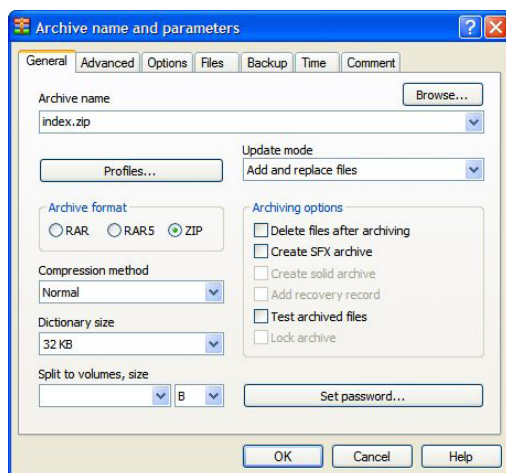 Archive name and parameters
General Advanced Options Files Backup Time Comment
Archive name
Browse...
index.zip
Profiles...
Update mode
Add and replace files
Archive format
RAR RAR5 ZIP
Compression method
Normal
Dictionary size
32 KB
Split to volumes, size
B
Archiving options
Delete files after archiving
Create SFX archive
Create solid archive
Add recovery record
Test archived files
Lock archive
Set password...
OK Cancel Help